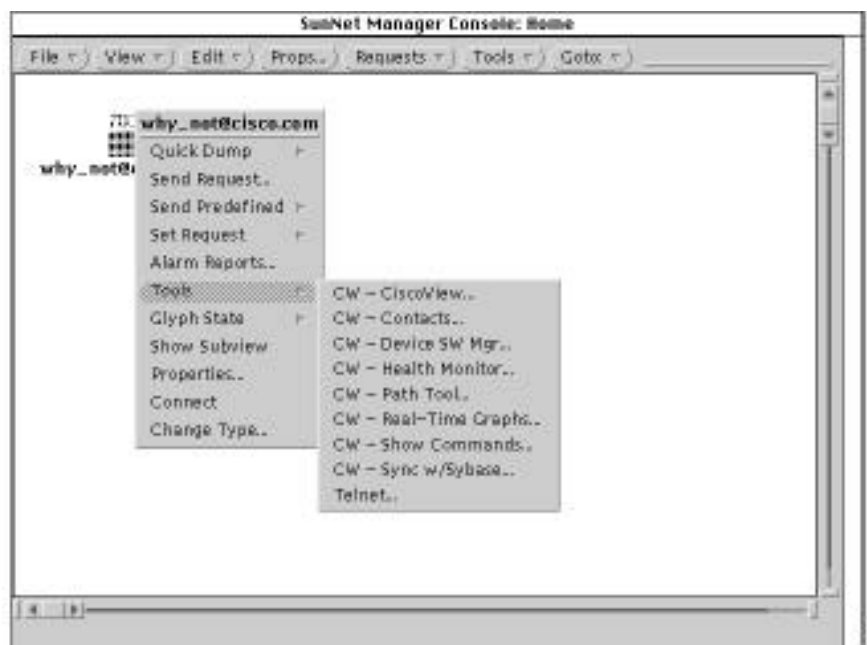 SunNet Manager Console: Home
File View Edit Props.. Requests Tools Goto:
why_not@cisco.com
why_not@
Quick Dump
Send Request..
Send Predefined
Set Request
Alarm Reports..
Tools
Glyph State
Show Subview
Properties..
Connect
Change Type..
CW - CiscoView..
CW - Contacts..
CW - Device SW Mgr..
CW - Health Monitor..
CW - Path Tool..
CW - Real-Time Graphs..
CW - Show Commands..
CW - Sync w/Sybase..
Telnet..